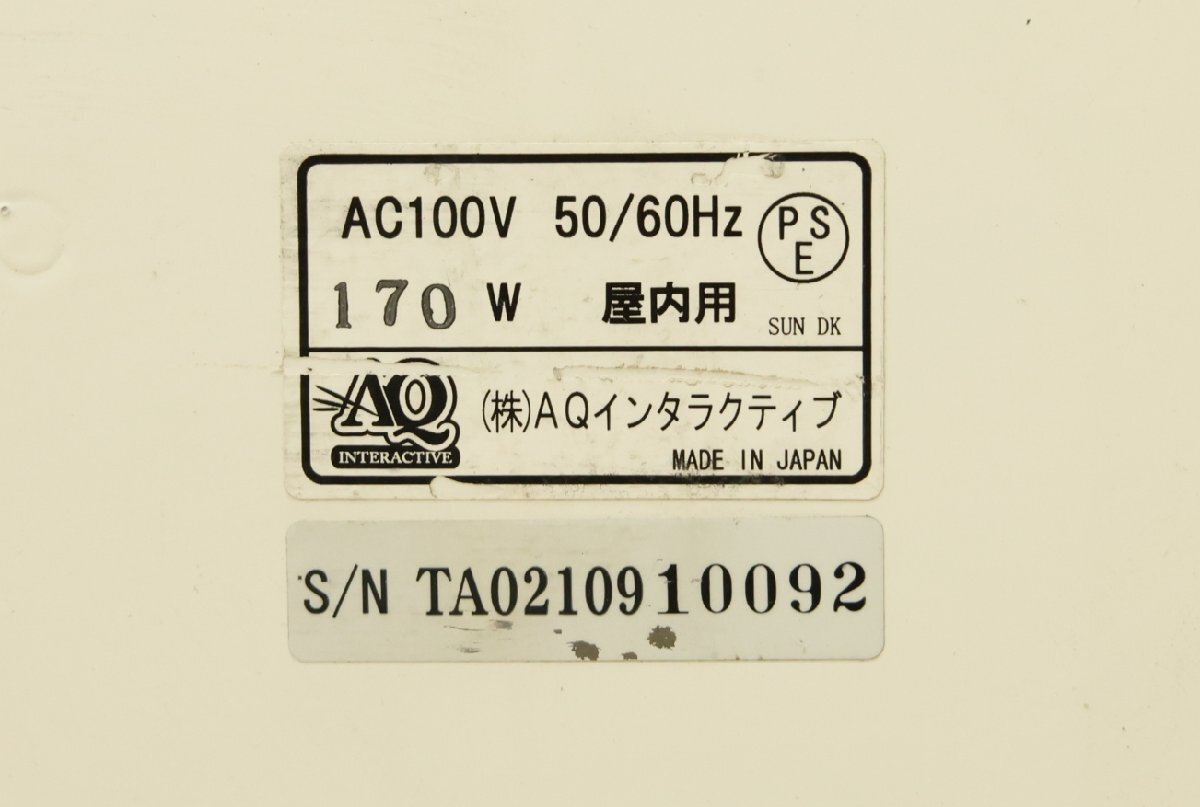 AC100V 50/60Hz
PSE
170 W 屋内用
SUN DK
AQ
INTERACTIVE
(株)AQインタラクティブ
MADE IN JAPAN
S/N TA0210910092